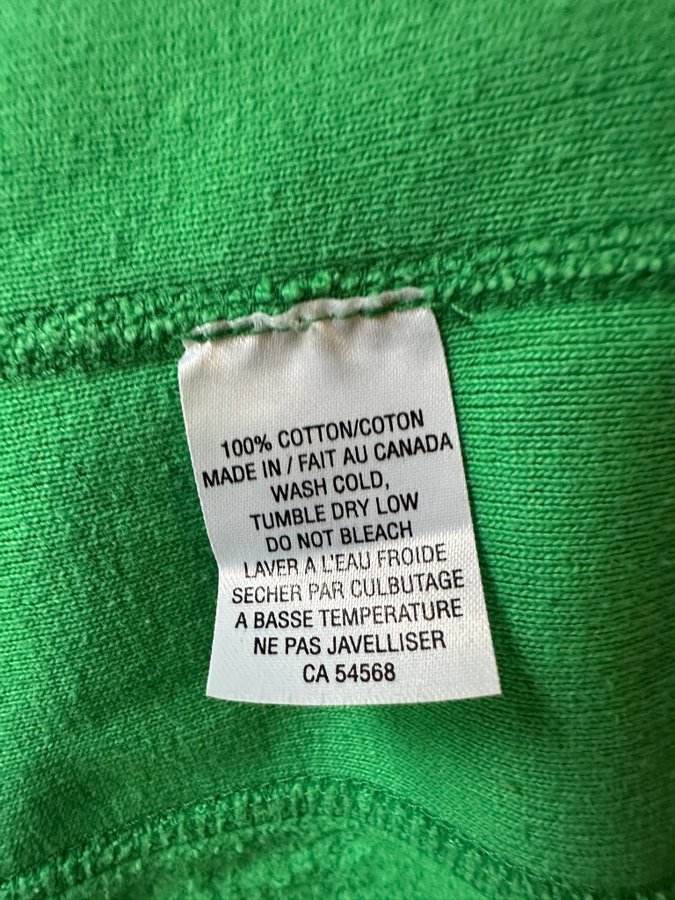 100% COTTON/COTON
MADE IN / FAIT AU CANADA
WASH COLD,
TUMBLE DRY LOW
DO NOT BLEACH
LAVER A L'EAU FROIDE
SECHER PAR CULBUTAGE
A BASSE TEMPERATURE
NE PAS JAVELLISER
CA 54568